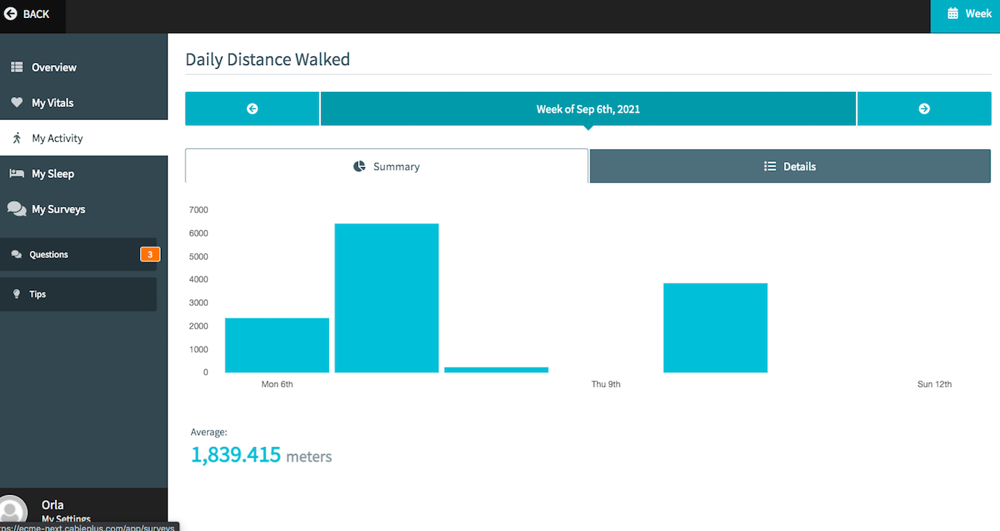 BACK
Week
Overview
My Vitals
My Activity
My Sleep
My Surveys
Questions
3
Tips
Orla
My Settings
Daily Distance Walked
Week of Sep 6th, 2021
Summary
Details
7000
6000
5000
4000
3000
2000
1000
0
Mon 6th
Thu 9th
Sun 12th
Average:
1,839.415 meters
ps://ecme-next.cableplus.com/app/surveys